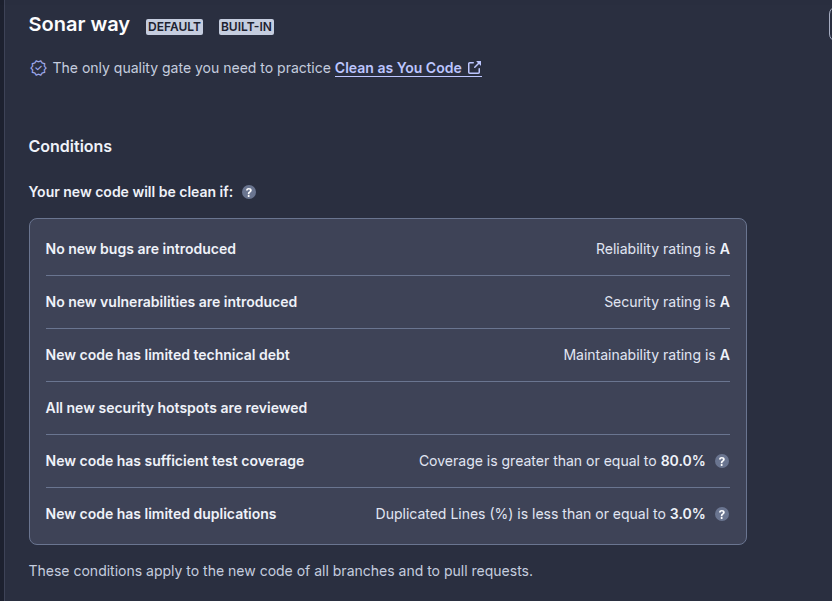 Sonar way DEFAULT BUILT-IN
The only quality gate you need to practice Clean as You Code
Conditions
Your new code will be clean if: ?
No new bugs are introduced Reliability rating is A
No new vulnerabilities are introduced Security rating is A
New code has limited technical debt Maintainability rating is A
All new security hotspots are reviewed
New code has sufficient test coverage Coverage is greater than or equal to 80.0% ?
New code has limited duplications Duplicated Lines (%) is less than or equal to 3.0% ?
These conditions apply to the new code of all branches and to pull requests.